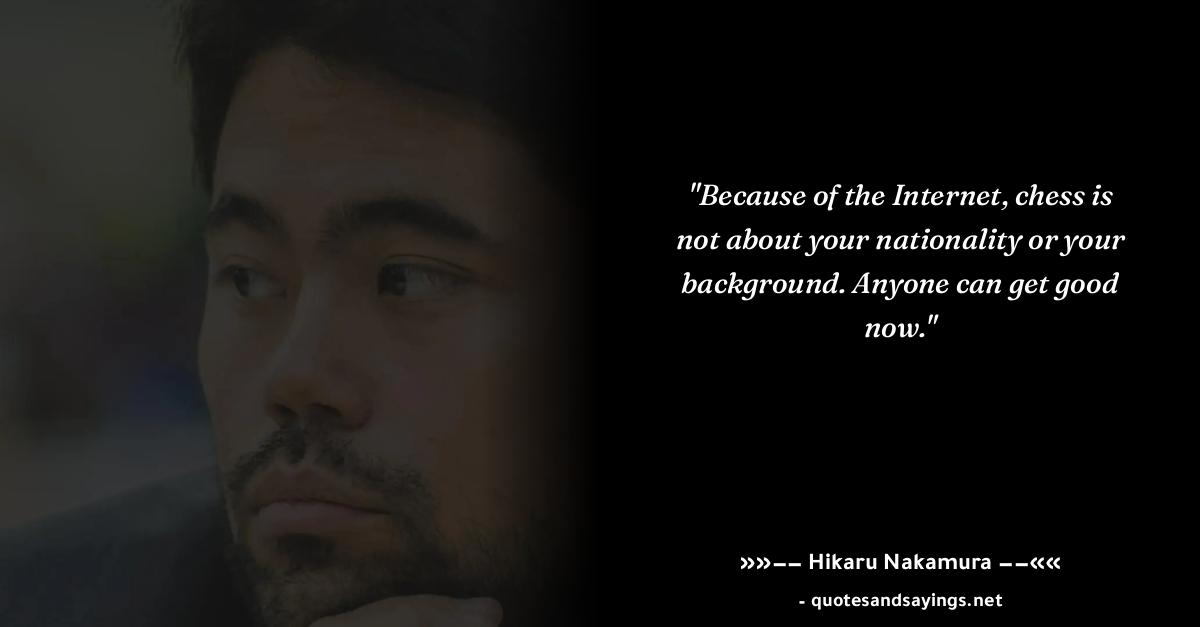 "Because of the Internet, chess is
not about your nationality or your
background. Anyone can get good
now."
»»−− Hikaru Nakamura −−««
- quotesandsayings.net